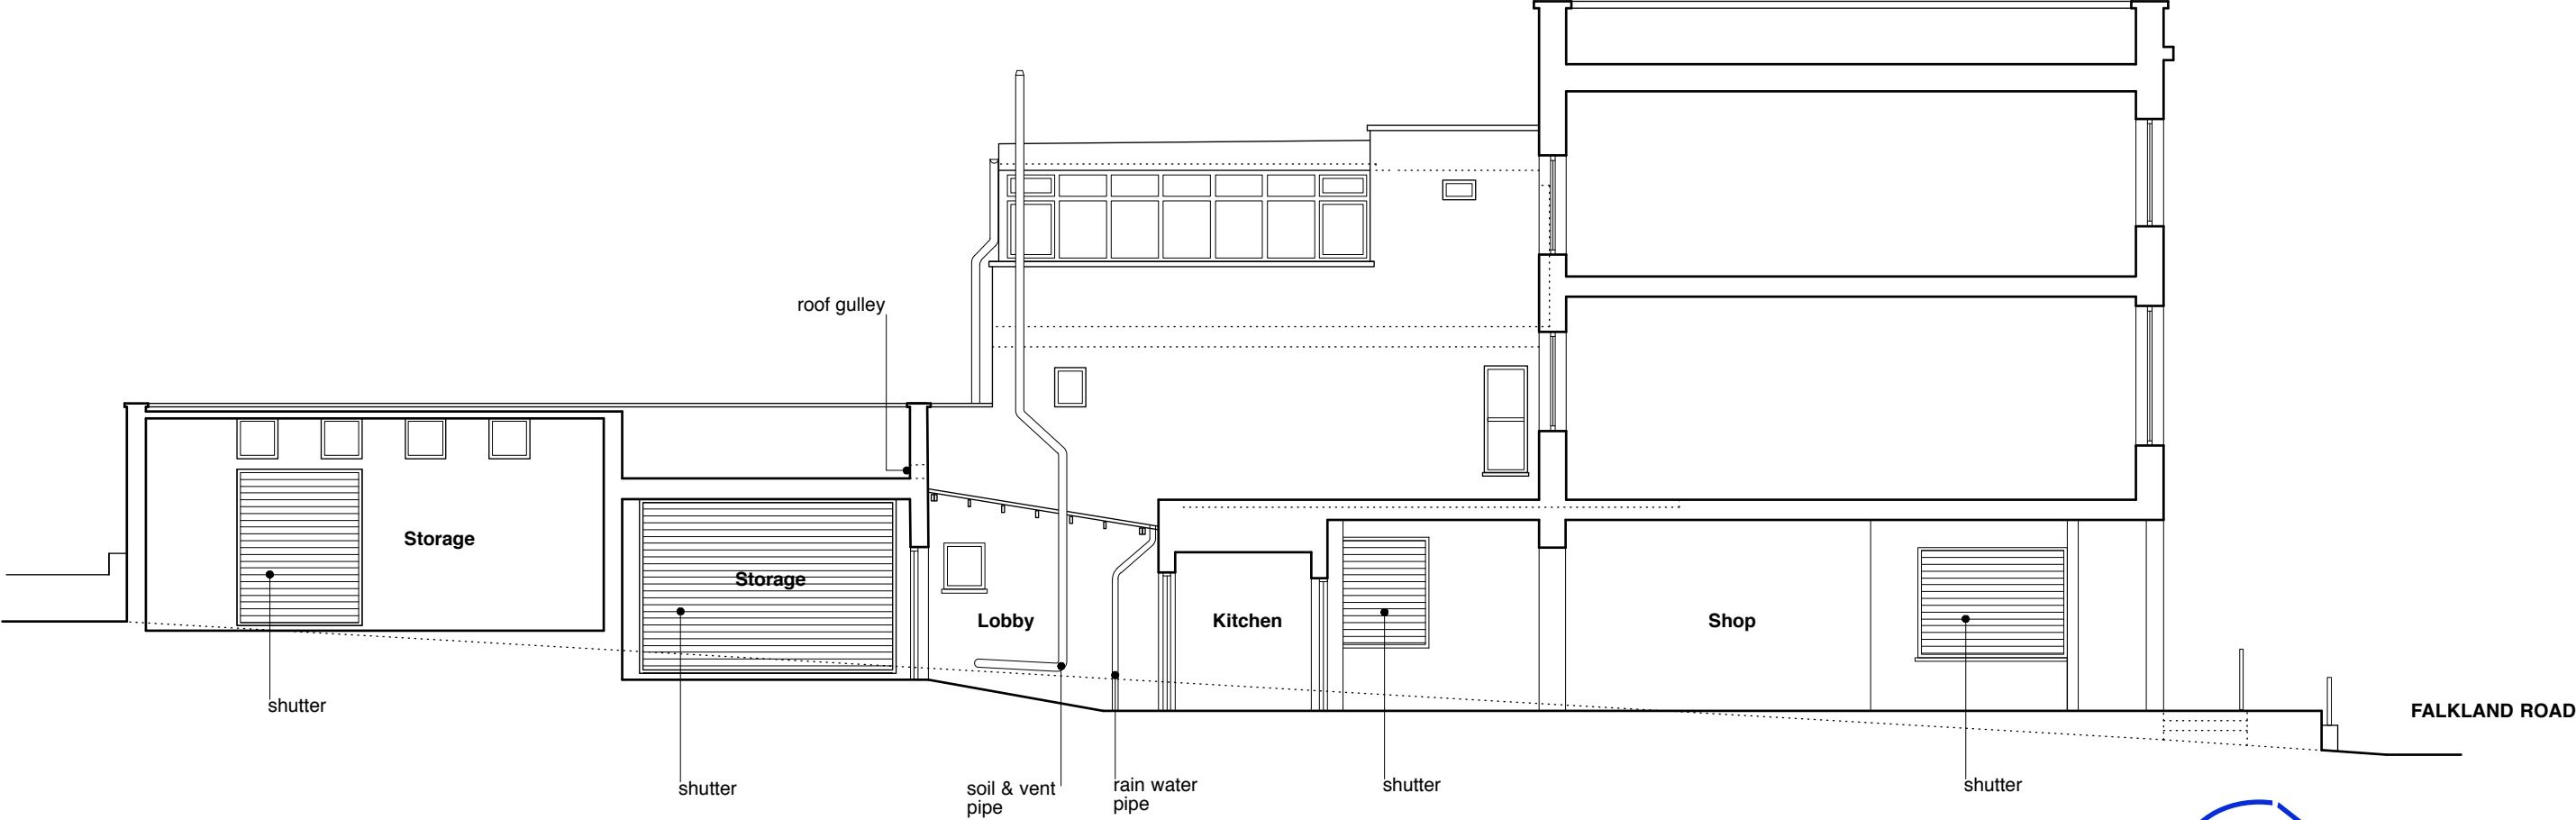 roof gulley
Storage
Storage
Lobby
Kitchen
Shop
shutter
FALKLAND ROAD
shutter
soil & vent
pipe
rain water
pipe
shutter
shutter